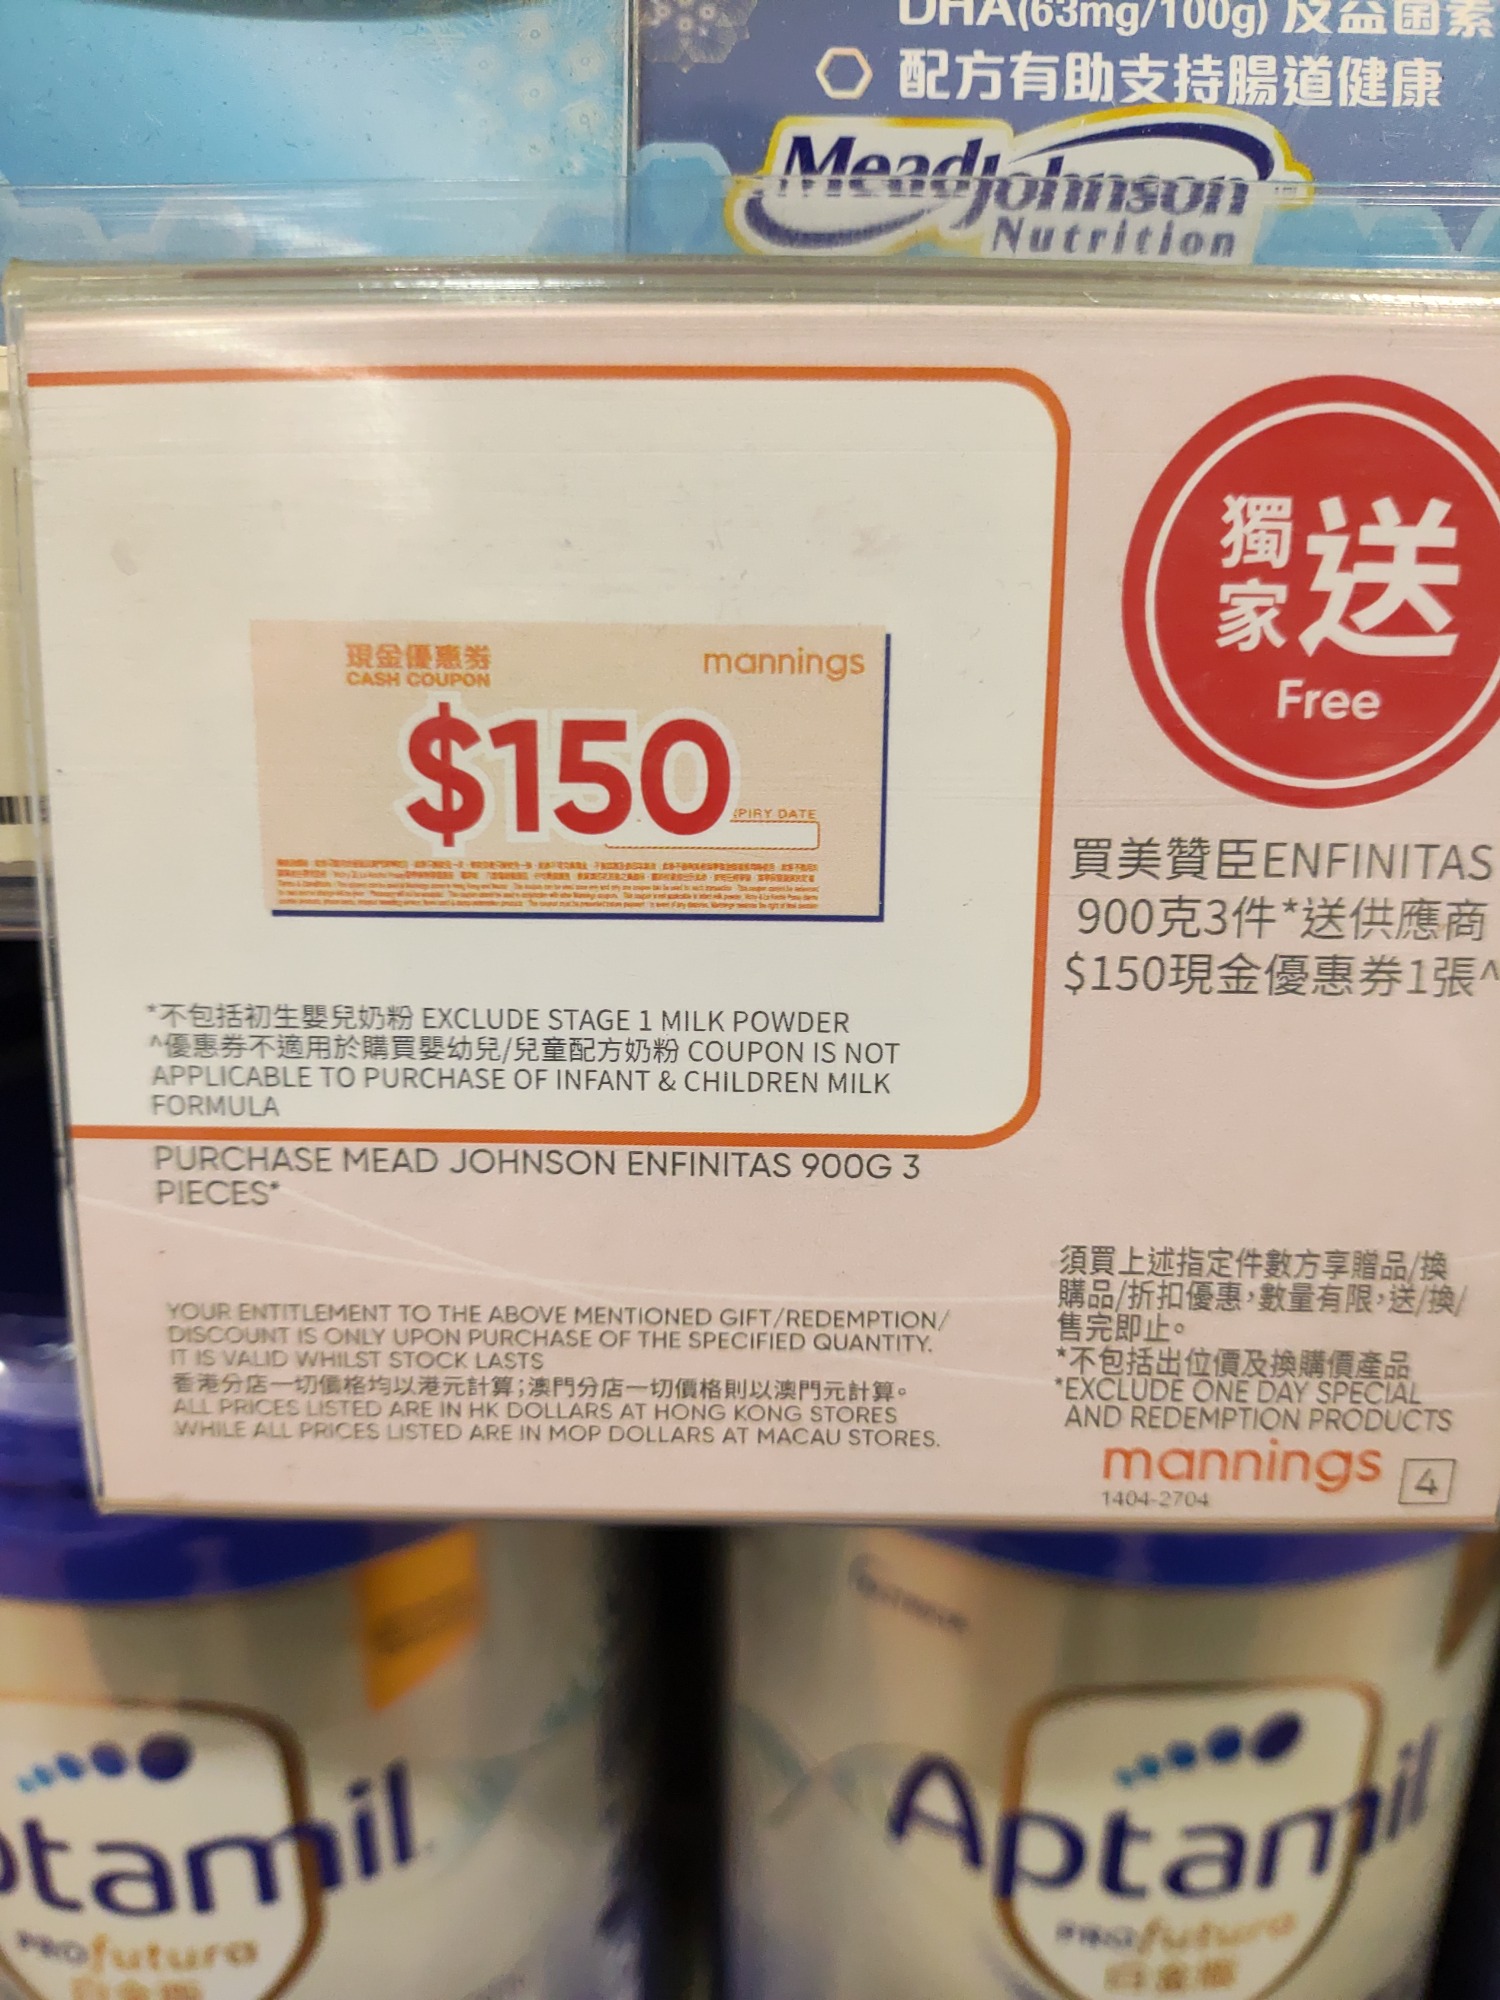 DHA(63mg/100g) 及益菌素
配方有助支持腸道健康
MeadJohnson
Nutrition
現金優惠券
CASH COUPON
mannings
$150
PIRY DATE
獨家送
Free
買美贊臣ENFINITAS
900克3件*送供應商
$150現金優惠券1張^
*不包括初生嬰兒奶粉 EXCLUDE STAGE 1 MILK POWDER
^優惠券不適用於購買嬰幼兒/兒童配方奶粉 COUPON IS NOT
APPLICABLE TO PURCHASE OF INFANT & CHILDREN MILK
FORMULA
PURCHASE MEAD JOHNSON ENFINITAS 900G 3
PIECES*
YOUR ENTITLEMENT TO THE ABOVE MENTIONED GIFT/REDEMPTION/
DISCOUNT IS ONLY UPON PURCHASE OF THE SPECIFIED QUANTITY.
IT IS VALID WHILST STOCK LASTS
香港分店一切價格均以港元計算;澳門分店一切價格則以澳門元計算。
ALL PRICES LISTED ARE IN HK DOLLARS AT HONG KONG STORES
WHILE ALL PRICES LISTED ARE IN MOP DOLLARS AT MACAU STORES.
須買上述指定件數方享贈品/換
購品/折扣優惠,數量有限,送/換/
售完即止。
*不包括出位價及換購價產品
*EXCLUDE ONE DAY SPECIAL
AND REDEMPTION PRODUCTS
mannings 4
1404-2704
ptamil
PROfutura
Aptamil
PROfutura